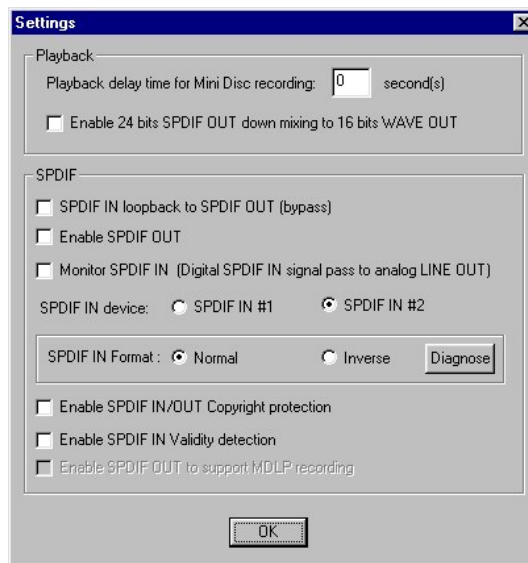 Settings
Playback
Playback delay time for Mini Disc recording: 0 second(s)
Enable 24 bits SPDIF OUT down mixing to 16 bits WAVE OUT
SPDIF
SPDIF IN loopback to SPDIF OUT (bypass)
Enable SPDIF OUT
Monitor SPDIF IN (Digital SPDIF IN signal pass to analog LINE OUT)
SPDIF IN device: SPDIF IN #1 SPDIF IN #2
SPDIF IN Format : Normal Inverse Diagnose
Enable SPDIF IN/OUT Copyright protection
Enable SPDIF IN Validity detection
Enable SPDIF OUT to support MDLP recording
OK